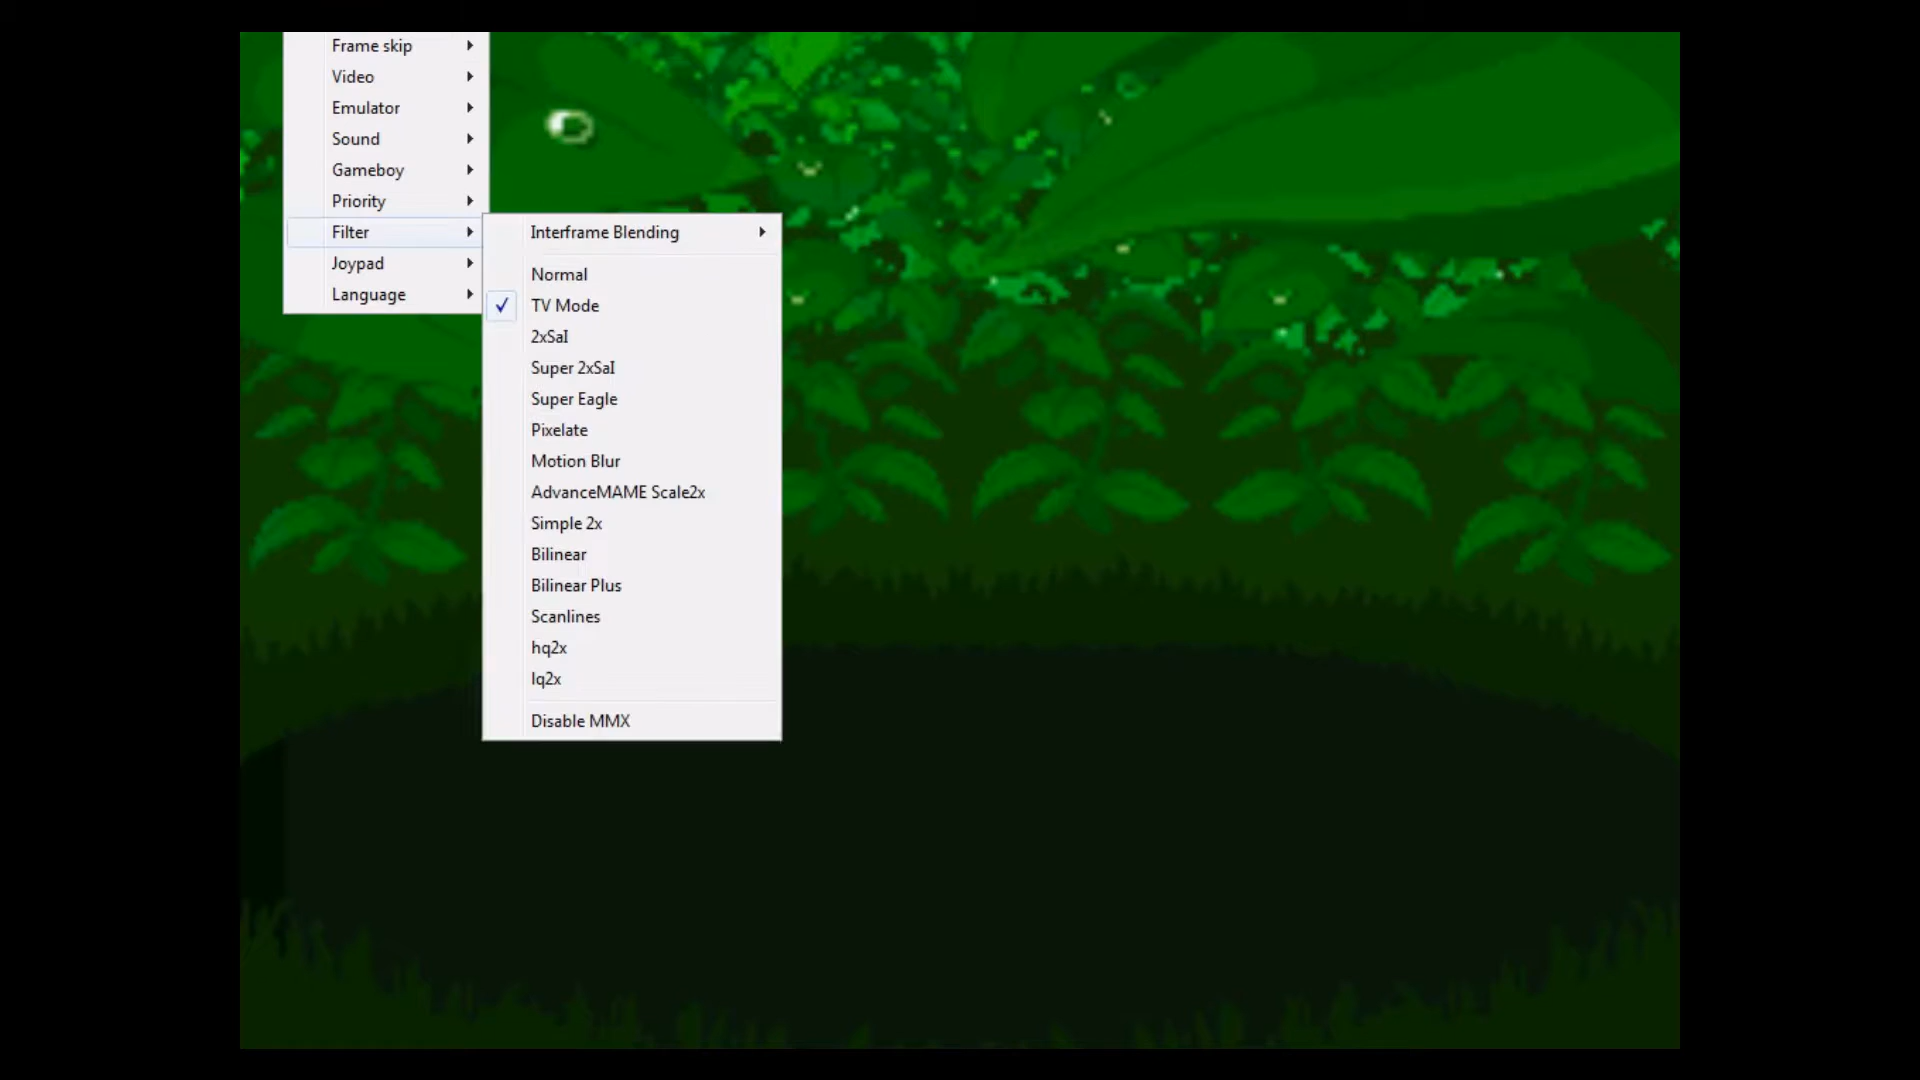 Frame skip
Video
Emulator
Sound
Gameboy
Priority
Filter
Joypad
Language
Interframe Blending
Normal
TV Mode
2xSaI
Super 2xSaI
Super Eagle
Pixelate
Motion Blur
AdvanceMAME Scale2x
Simple 2x
Bilinear
Bilinear Plus
Scanlines
hq2x
lq2x
Disable MMX